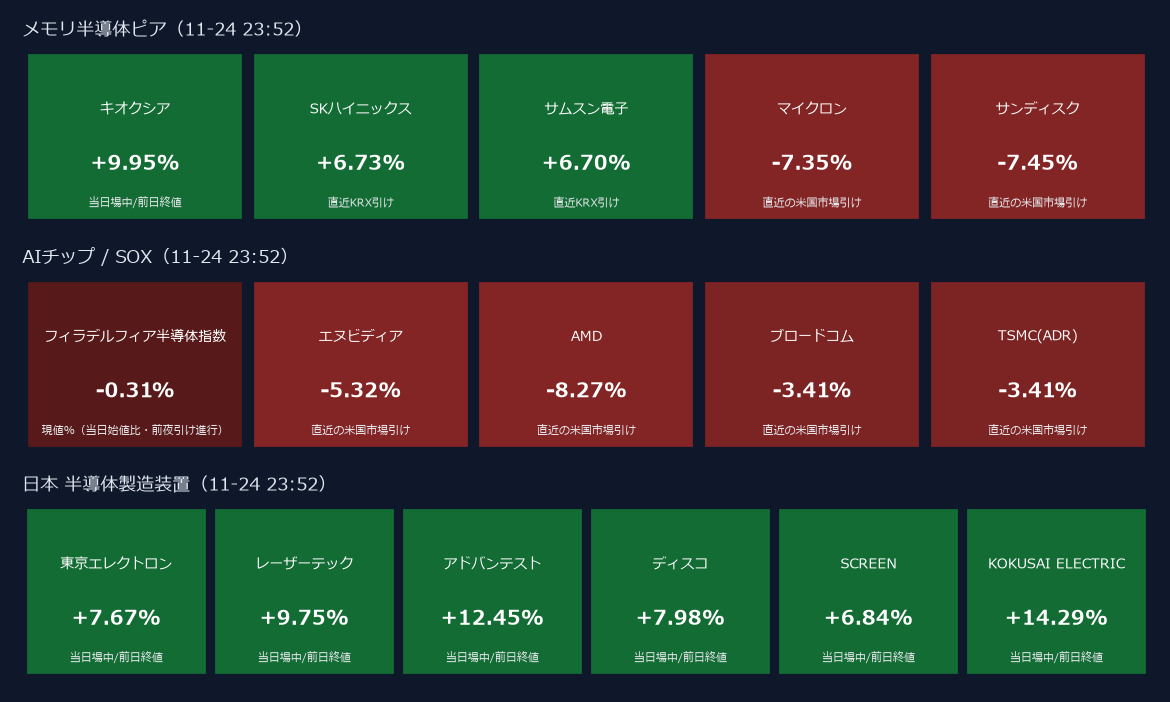 メモリ半導体ピア（11-24 23:52）
キオクシア
+9.95%
当日場中/前日終値
SKハイニックス
+6.73%
直近KRX引け
サムスン電子
+6.70%
直近KRX引け
マイクロン
-7.35%
直近の米国市場引け
サンディスク
-7.45%
直近の米国市場引け
AIチップ / SOX（11-24 23:52）
フィラデルフィア半導体指数
-0.31%
現値%（当日始値比・前夜引け進行）
エヌビディア
-5.32%
直近の米国市場引け
AMD
-8.27%
直近の米国市場引け
ブロードコム
-3.41%
直近の米国市場引け
TSMC(ADR)
-3.41%
直近の米国市場引け
日本 半導体製造装置（11-24 23:52）
東京エレクトロン
+7.67%
当日場中/前日終値
レーザーテック
+9.75%
当日場中/前日終値
アドバンテスト
+12.45%
当日場中/前日終値
ディスコ
+7.98%
当日場中/前日終値
SCREEN
+6.84%
当日場中/前日終値
KOKUSAI ELECTRIC
+14.29%
当日場中/前日終値